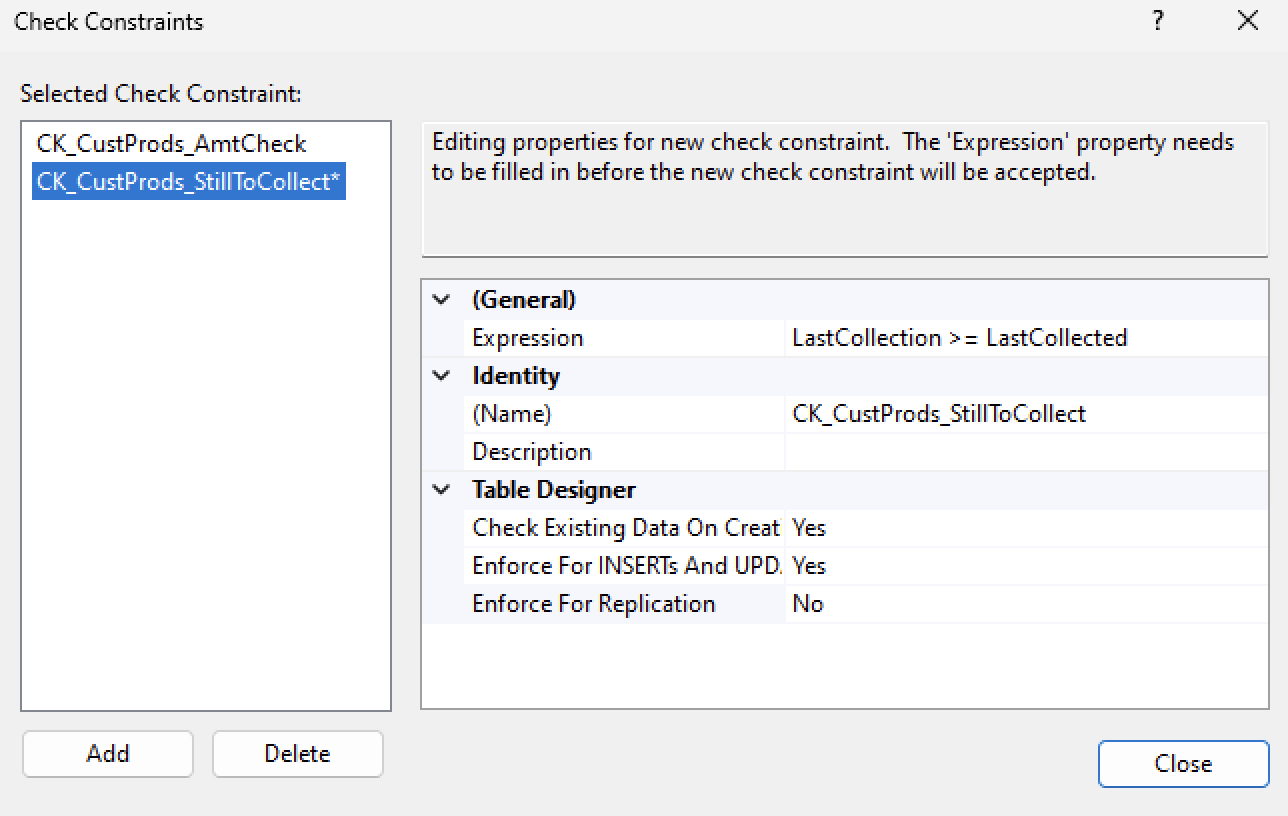 Check Constraints
?
Selected Check Constraint:
CK_CustProds_AmtCheck
CK_CustProds_StillToCollect*
Editing properties for new check constraint.  The 'Expression' property needs
to be filled in before the new check constraint will be accepted.
(General)
Expression LastCollection >= LastCollected
Identity
(Name) CK_CustProds_StillToCollect
Description
Table Designer
Check Existing Data On Creat Yes
Enforce For INSERTs And UPD. Yes
Enforce For Replication No
Add Delete
Close